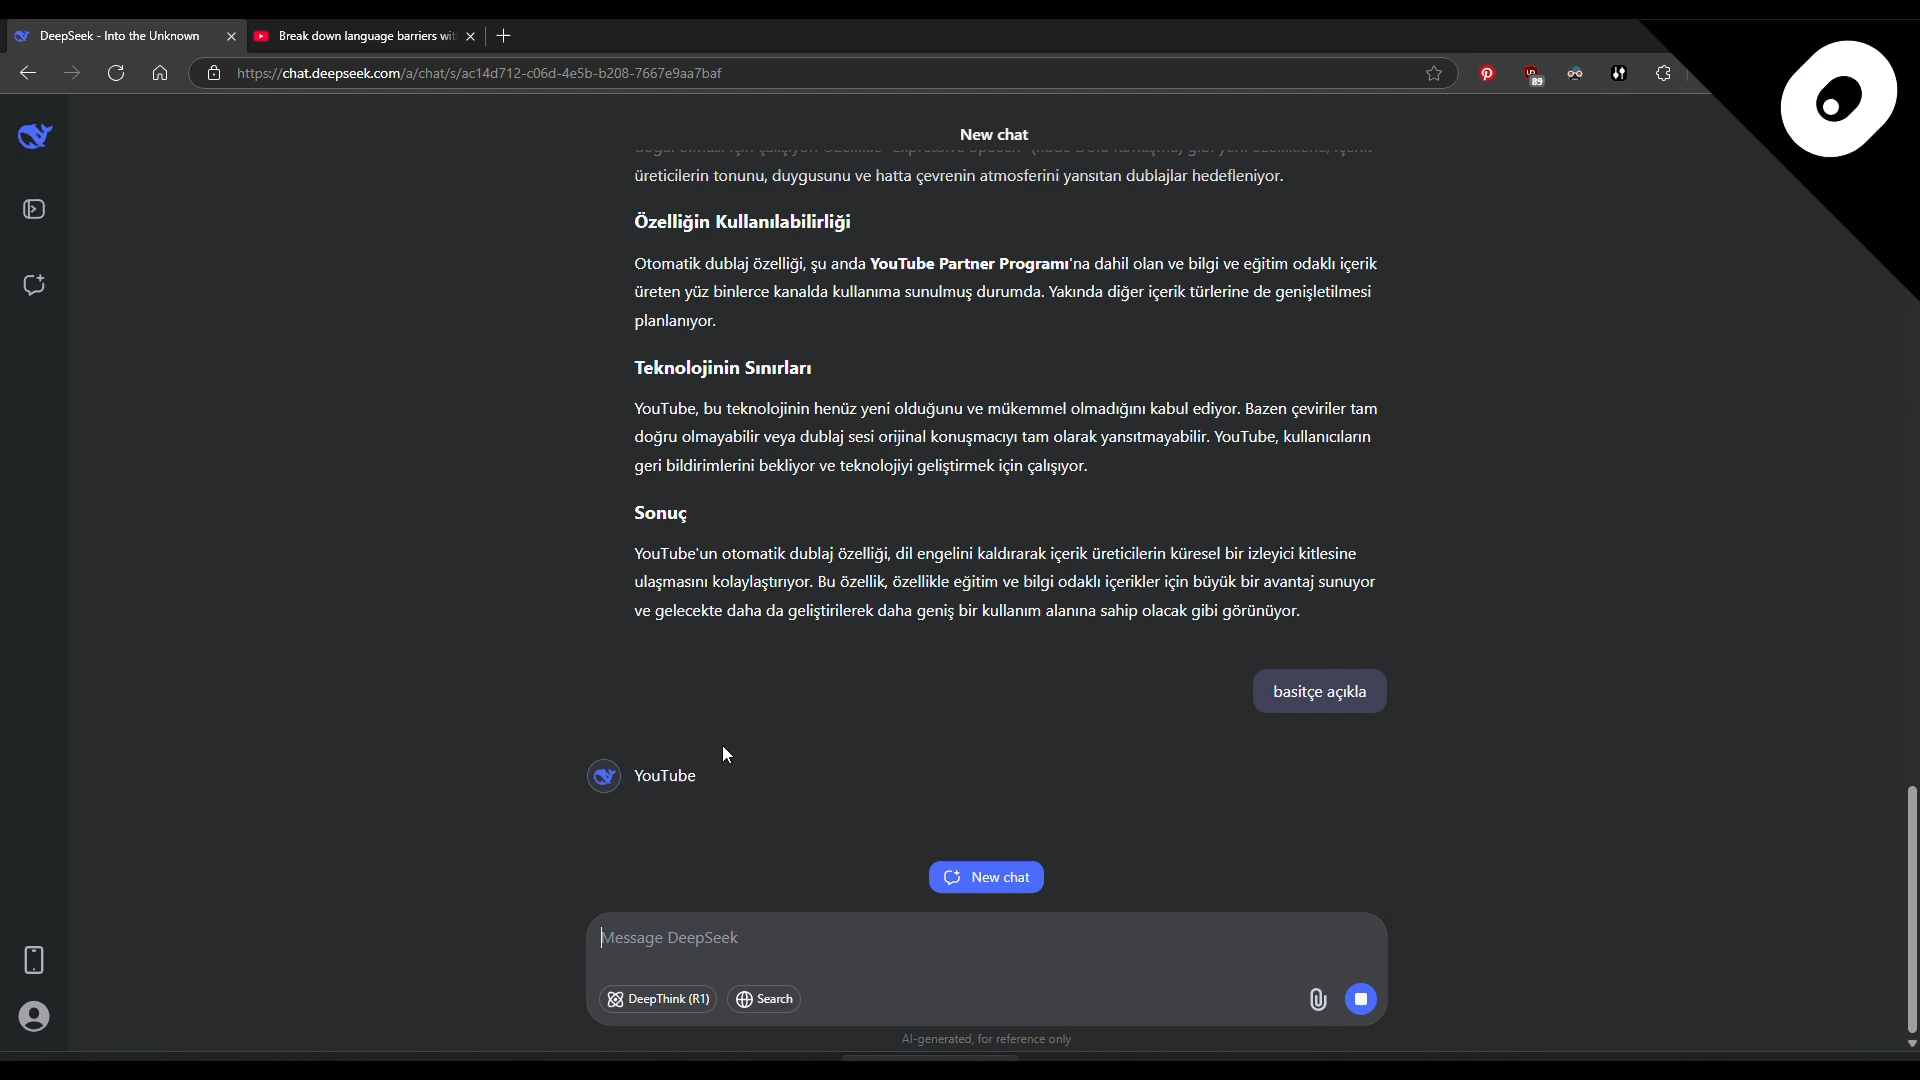 DeepSeek - Into the Unknown
Break down language barriers wit
https://chat.deepseek.com/a/chat/s/ac14d712-c06d-4e5b-b208-7667e9aa7baf
89
New chat
üreticilerin tonunu, duygusunu ve hatta çevrenin atmosferini yansıtan dublajlar hedefleniyor.
Özelliğin Kullanılabilirliği
Otomatik dublaj özelliği, şu anda YouTube Partner Programı'na dahil olan ve bilgi ve eğitim odaklı içerik
üreten yüz binlerce kanalda kullanıma sunulmuş durumda. Yakında diğer içerik türlerine de genişletilmesi
planlanıyor.
Teknolojinin Sınırları
YouTube, bu teknolojinin henüz yeni olduğunu ve mükemmel olmadığını kabul ediyor. Bazen çeviriler tam
doğru olmayabilir veya dublaj sesi orijinal konuşmacıyı tam olarak yansıtmayabilir. YouTube, kullanıcıların
geri bildirimlerini bekliyor ve teknolojiyi geliştirmek için çalışıyor.
Sonuç
YouTube'un otomatik dublaj özelliği, dil engelini kaldırarak içerik üreticilerin küresel bir izleyici kitlesine
ulaşmasını kolaylaştırıyor. Bu özellik, özellikle eğitim ve bilgi odaklı içerikler için büyük bir avantaj sunuyor
ve gelecekte daha da geliştirilerek daha geniş bir kullanım alanına sahip olacak gibi görünüyor.
basitçe açıkla
YouTube
New chat
Message DeepSeek
DeepThink (R1)
Search
AI-generated, for reference only